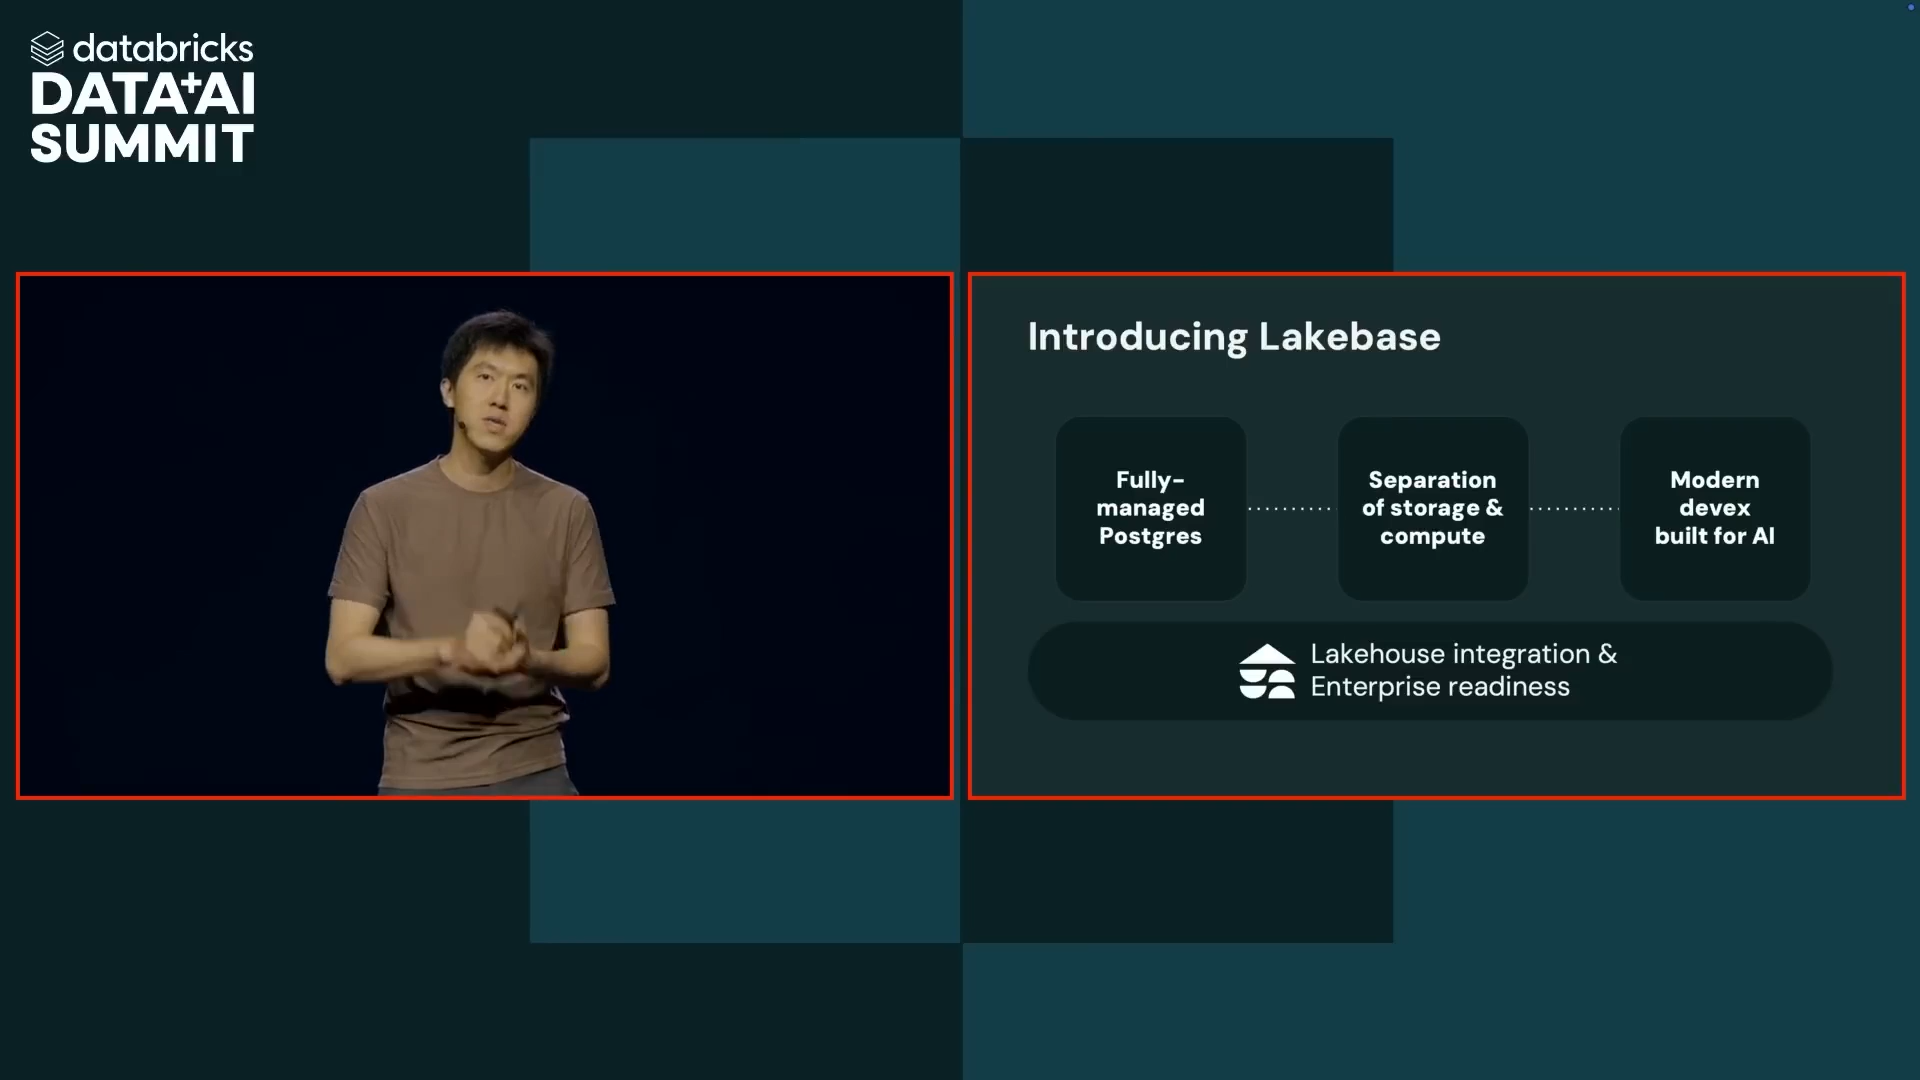 databricks
DATA+AI
SUMMIT
Introducing Lakebase
Fully-
managed
Postgres
Separation
of storage &
compute
Modern
devex
built for AI
Lakehouse integration &
Enterprise readiness